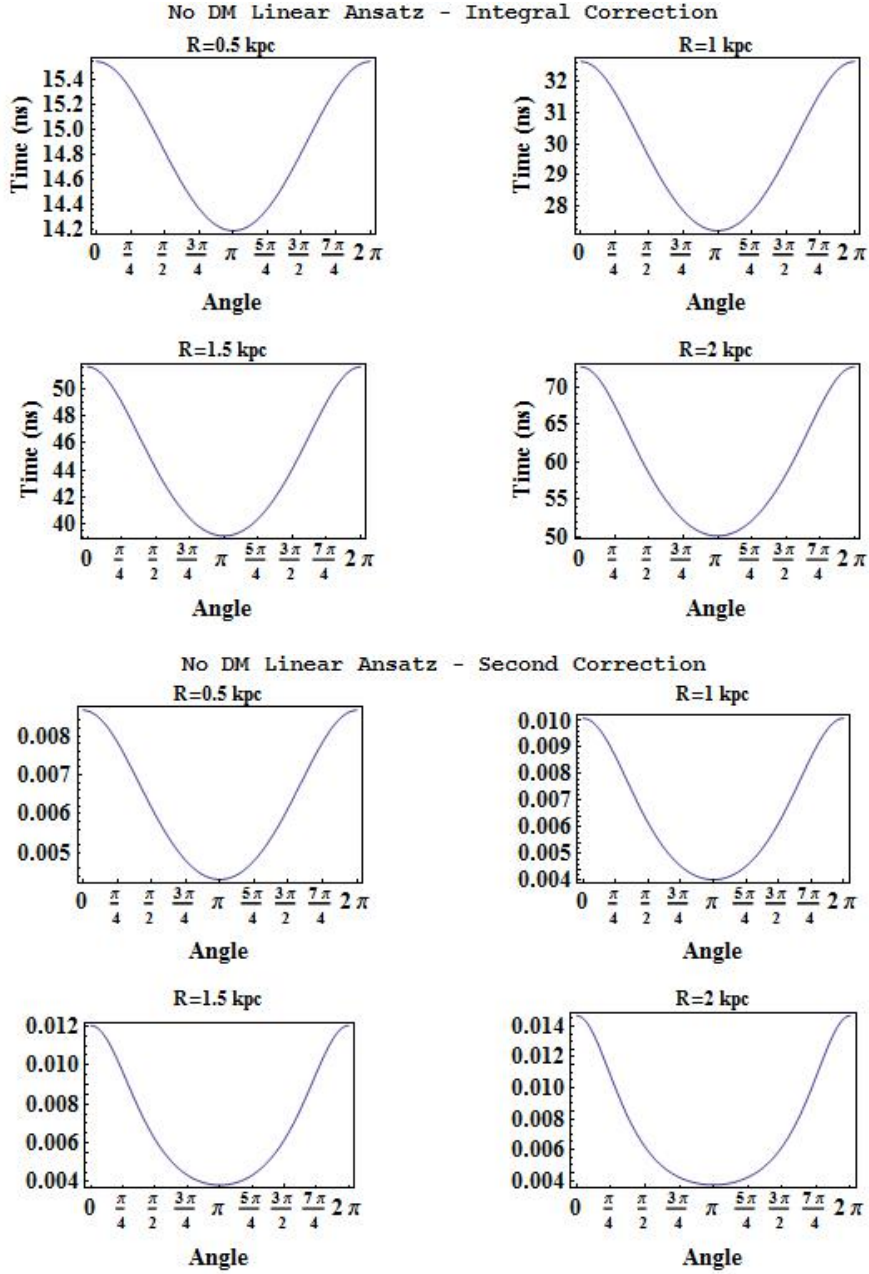 No DM Linear Ansatz - Integral Correction
R=0.5 kpc
Time (ns)
15.4
15.2
15.0
14.8
14.6
14.4
14.2
0 π/4 π/2 3π/4 π 5π/4 3π/2 7π/4 2π
Angle
R=1 kpc
Time (ns)
32
31
30
29
28
0 π/4 π/2 3π/4 π 5π/4 3π/2 7π/4 2π
Angle
R=1.5 kpc
Time (ns)
50
48
46
44
42
40
0 π/4 π/2 3π/4 π 5π/4 3π/2 7π/4 2π
Angle
R=2 kpc
Time (ns)
70
65
60
55
50
0 π/4 π/2 3π/4 π 5π/4 3π/2 7π/4 2π
Angle
No DM Linear Ansatz - Second Correction
R=0.5 kpc
0.008
0.007
0.006
0.005
0 π/4 π/2 3π/4 π 5π/4 3π/2 7π/4 2π
Angle
R=1 kpc
0.010
0.009
0.008
0.007
0.006
0.005
0.004
0 π/4 π/2 3π/4 π 5π/4 3π/2 7π/4 2π
Angle
R=1.5 kpc
0.012
0.010
0.008
0.006
0.004
0 π/4 π/2 3π/4 π 5π/4 3π/2 7π/4 2π
Angle
R=2 kpc
0.014
0.012
0.010
0.008
0.006
0.004
0 π/4 π/2 3π/4 π 5π/4 3π/2 7π/4 2π
Angle